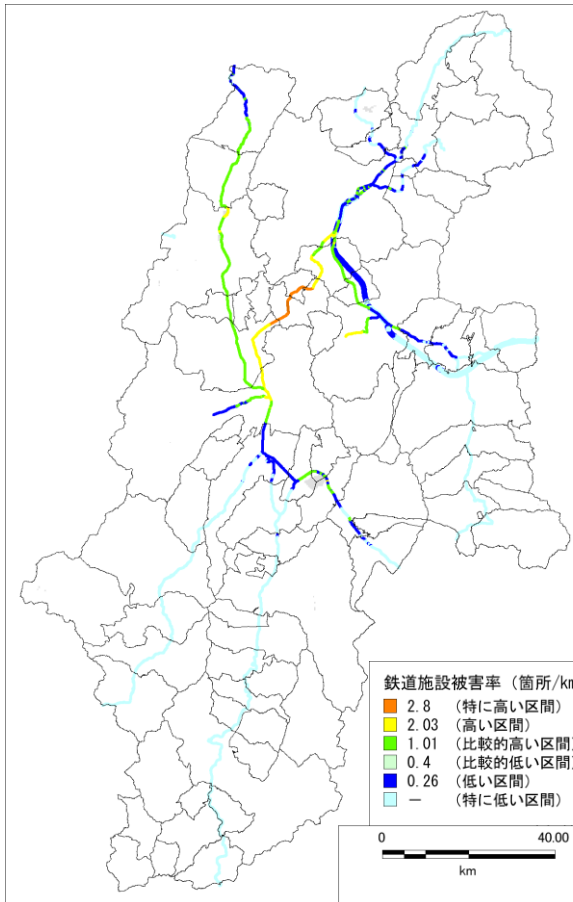 鉄道施設被害率（箇所/km
2.8 （特に高い区間）
2.03 （高い区間）
1.01 （比較的高い区間）
0.4 （比較的低い区間）
0.26 （低い区間）
— （特に低い区間）
0 40.00
km